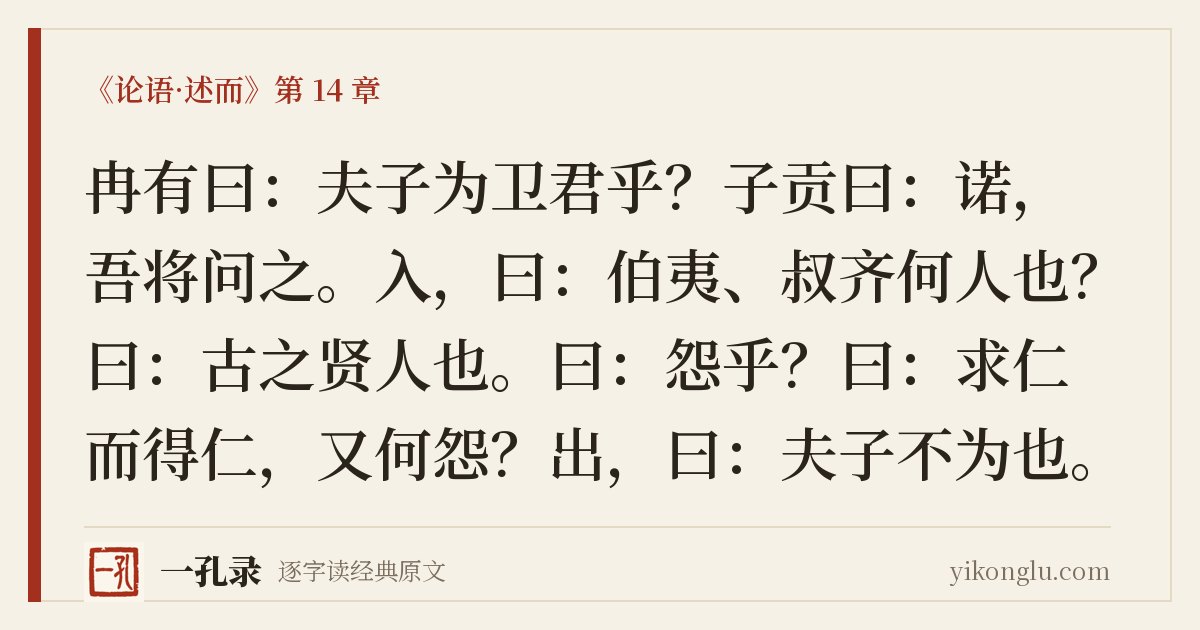 《论语·述而》第 14 章
冉有曰：夫子为卫君乎？子贡曰：诺，
吾将问之。入，曰：伯夷、叔齐何人也？
曰：古之贤人也。曰：怨乎？曰：求仁
而得仁，又何怨？出，曰：夫子不为也。
一孔
一孔录 逐字读经典原文 yikonglu.com